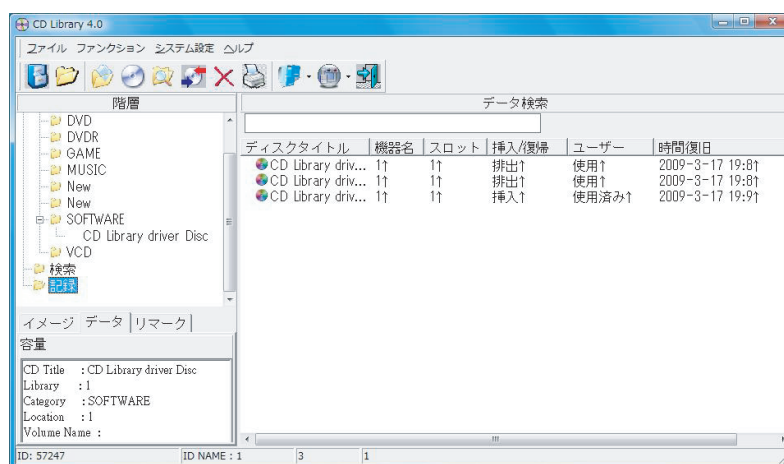 CD Library 4.0
ファイル ファンクション システム設定 ヘルプ
階層
データ検索
DVD
DVDR
GAME
MUSIC
New
New
SOFTWARE
CD Library driver Disc
VCD
検索
記録
ディスクタイトル 機器名 スロット 挿入/復帰 ユーザー 時間復旧
CD Library driv... 1↑ 1↑ 排出↑ 使用↑ 2009-3-17 19:8↑
CD Library driv... 1↑ 1↑ 排出↑ 使用↑ 2009-3-17 19:8↑
CD Library driv... 1↑ 1↑ 挿入↑ 使用済み↑ 2009-3-17 19:9↑
イメージ データ リマーク
容量
CD Title : CD Library driver Disc
Library : 1
Category : SOFTWARE
Location : 1
Volume Name :
ID: 57247 ID NAME : 1 3 1